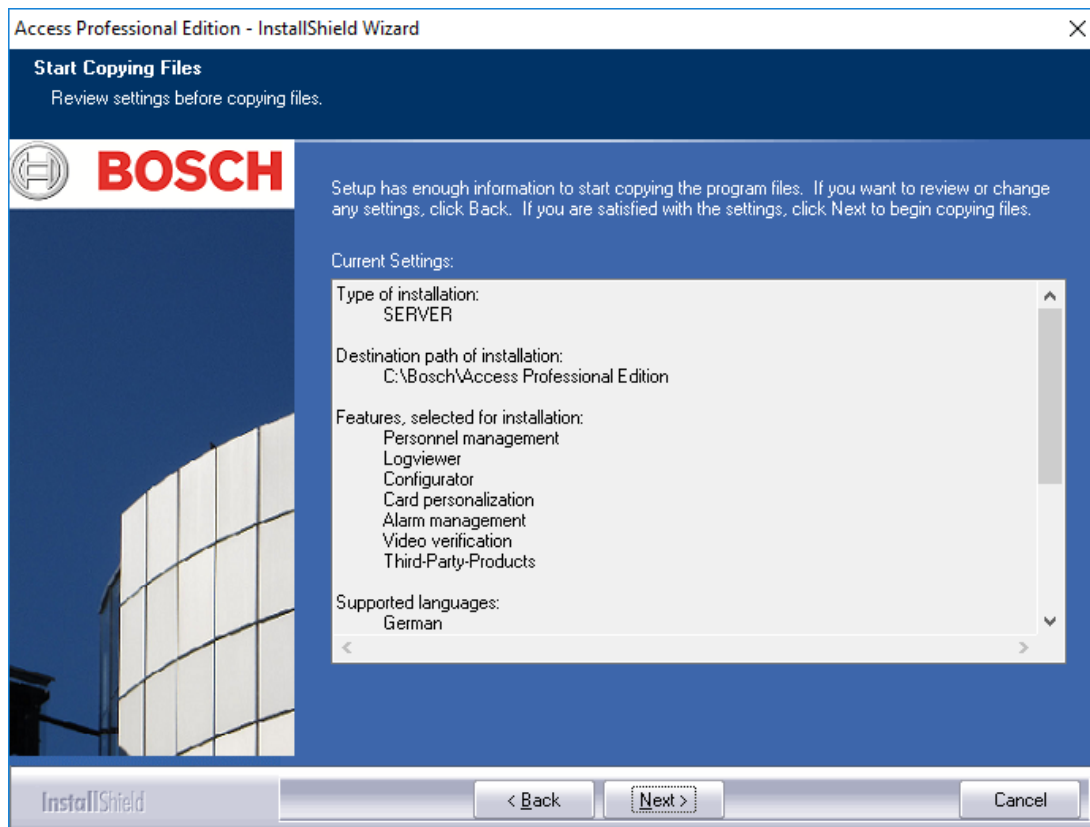 Access Professional Edition - InstallShield Wizard
Start Copying Files
Review settings before copying files.
BOSCH
Setup has enough information to start copying the program files. If you want to review or change
any settings, click Back. If you are satisfied with the settings, click Next to begin copying files.
Current Settings:
Type of installation:
SERVER
Destination path of installation:
C:\Bosch\Access Professional Edition
Features, selected for installation:
Personnel management
Logviewer
Configurator
Card personalization
Alarm management
Video verification
Third-Party-Products
Supported languages:
German
InstallShield
< Back
Next >
Cancel